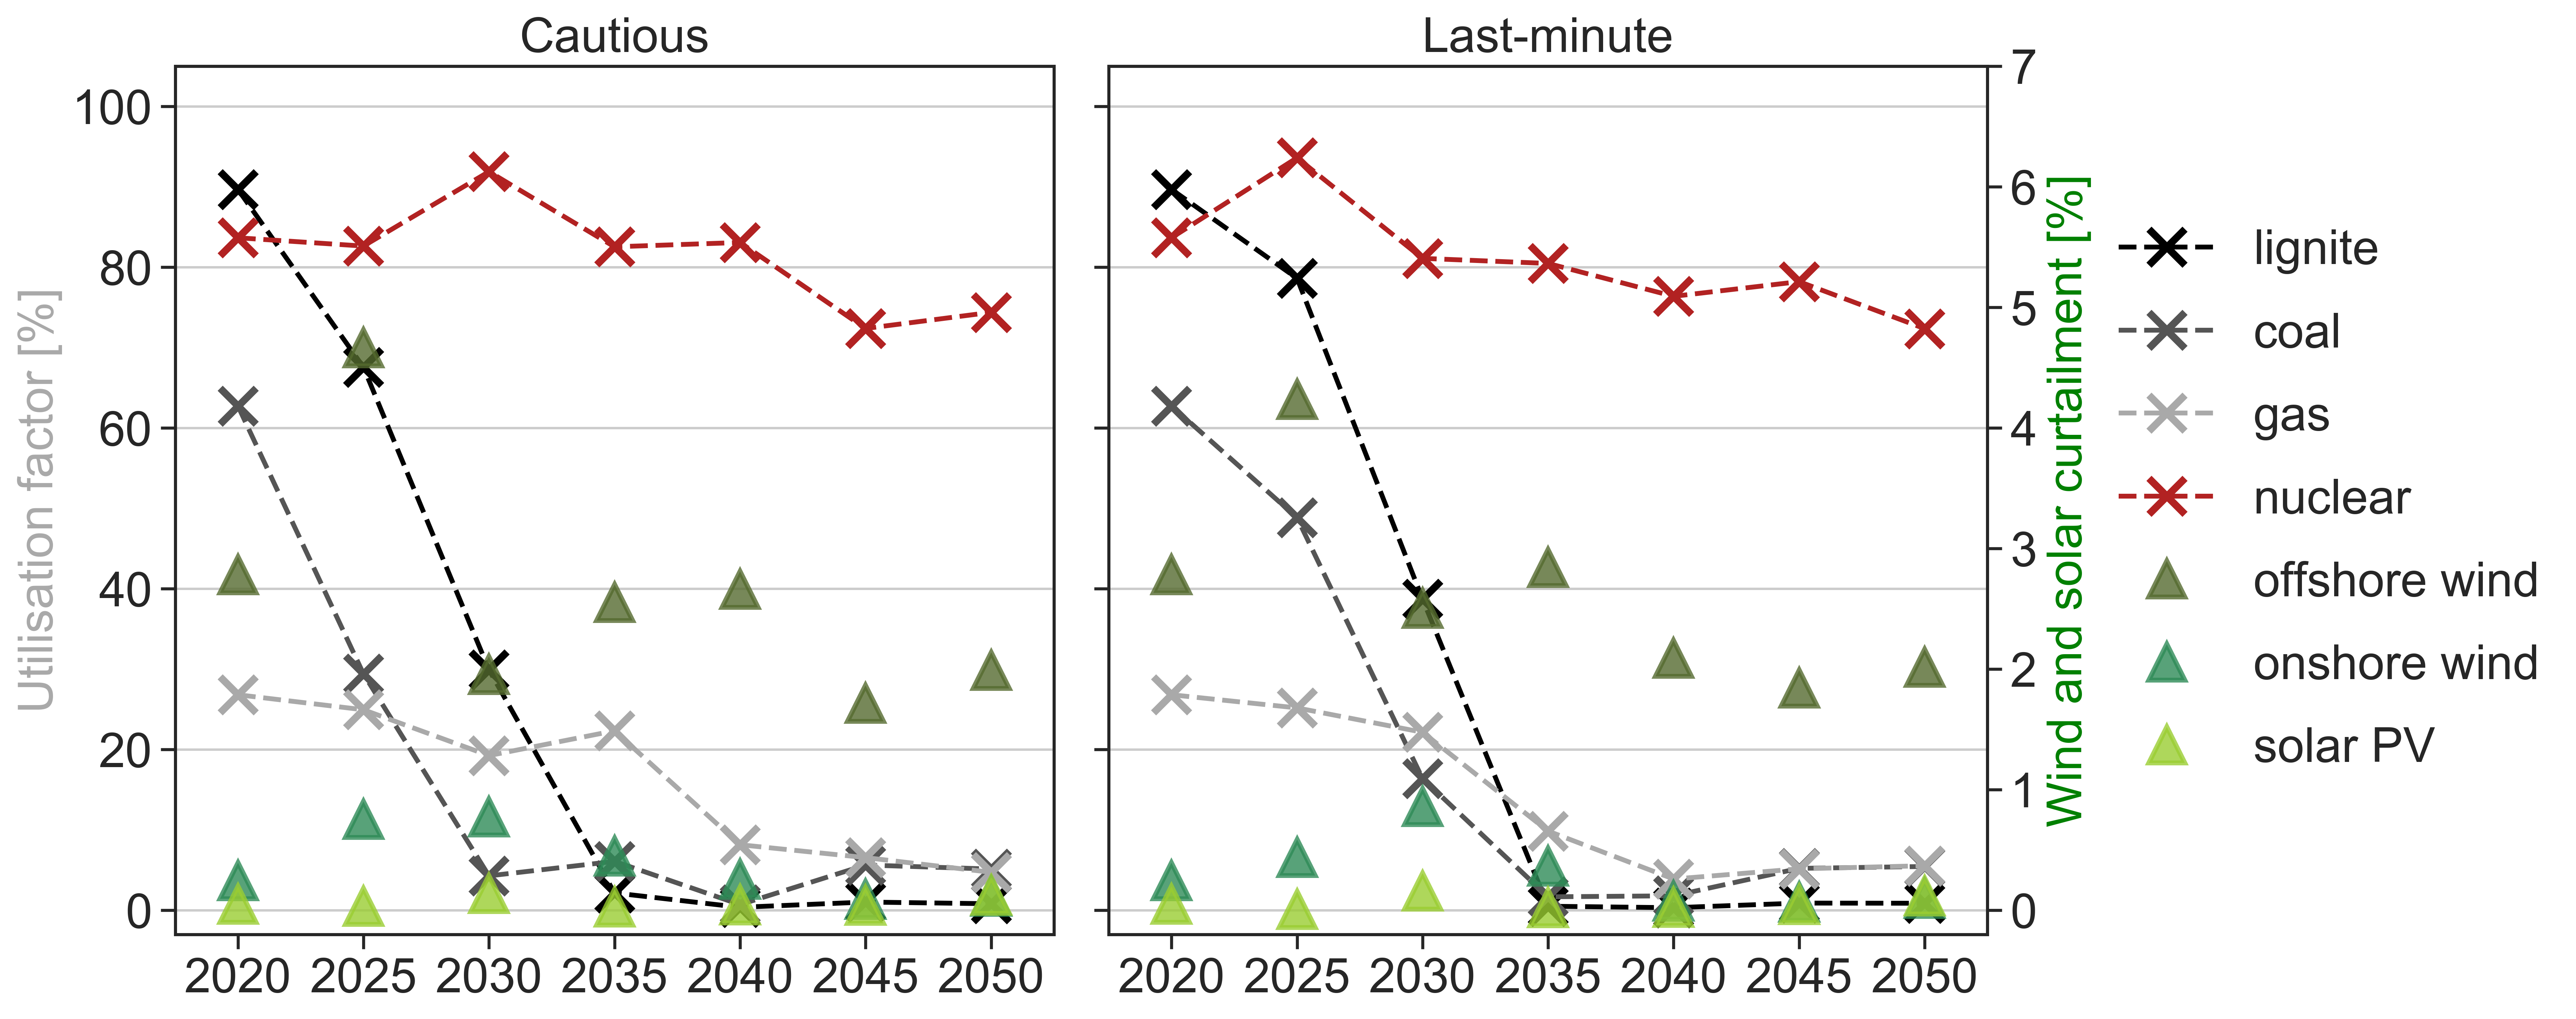 Cautious
Last-minute
Utilisation factor [%]
100
80
60
40
20
0
2020 2025 2030 2035 2040 2045 2050
2020 2025 2030 2035 2040 2045 2050
7
6
5
4
3
2
1
0
Wind and solar curtailment [%]
lignite
coal
gas
nuclear
offshore wind
onshore wind
solar PV